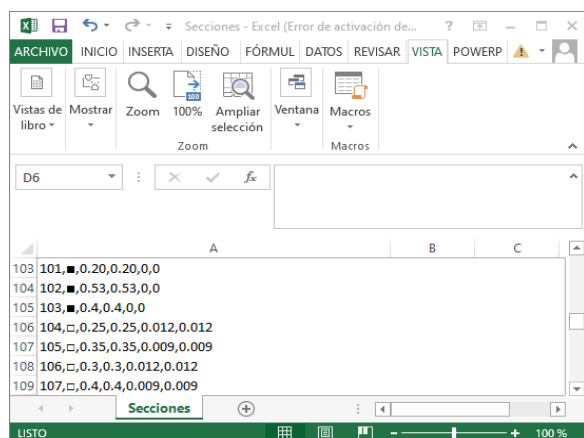 Secciones - Excel (Error de activación de... ?
ARCHIVO INICIO INSERTA DISEÑO FÓRMUL DATOS REVISAR VISTA POWERP
Vistas de libro Mostrar Zoom 100% Ampliar selección Ventana Macros
Zoom Macros
D6 fx
A B C
103 101,■,0.20,0.20,0,0
104 102,■,0.53,0.53,0,0
105 103,■,0.4,0.4,0,0
106 104,□,0.25,0.25,0.012,0.012
107 105,□,0.35,0.35,0.009,0.009
108 106,□,0.3,0.3,0.012,0.012
109 107,□,0.4,0.4,0.009,0.009
Secciones
LISTO 100 %